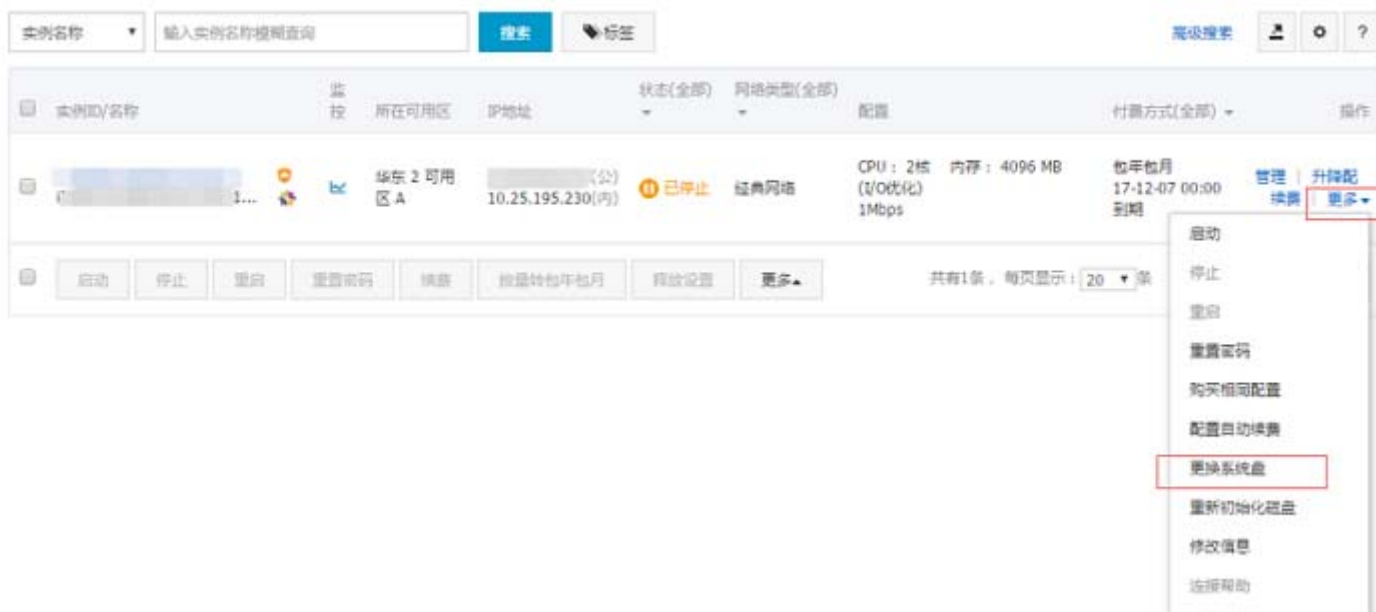 实例名称 输入实例名称模糊查询 搜索 标签 高级搜索 ?
实例ID/名称 监控 所在可用区 IP地址 状态(全部) 网络类型(全部) 配置 付费方式(全部) 操作
1... 华东 2 可用区 A (公) 已停止 经典网络 CPU : 2核 内存 : 4096 MB 包年包月 管理 升降配
10.25.195.230(内) (I/O优化) 17-12-07 00:00 续费 更多
1Mbps 到期
启动 停止 重启 重置密码 续费 按量转包年包月 释放设置 更多 共有1条，每页显示：20 条
启动
停止
重启
重置密码
购买相同配置
配置自动续费
更换系统盘
重新初始化磁盘
修改信息
连接帮助